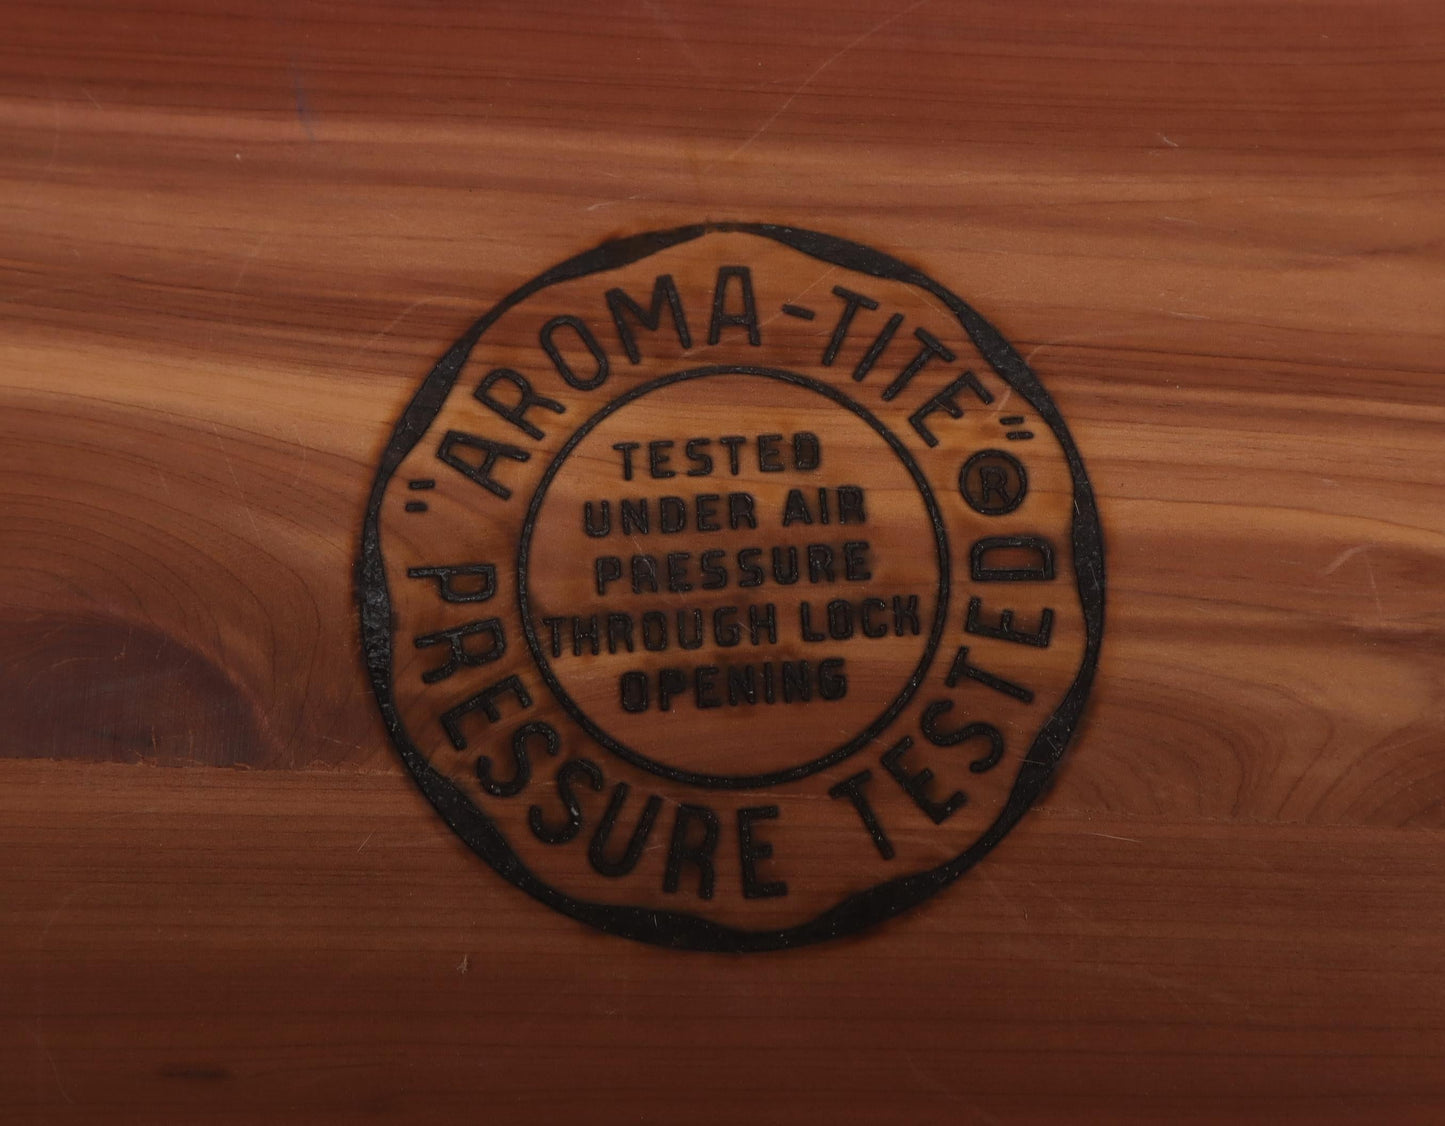 "AROMA-TITE"®
PRESSURE TESTED
TESTED
UNDER AIR
PRESSURE
THROUGH LOCK
OPENING